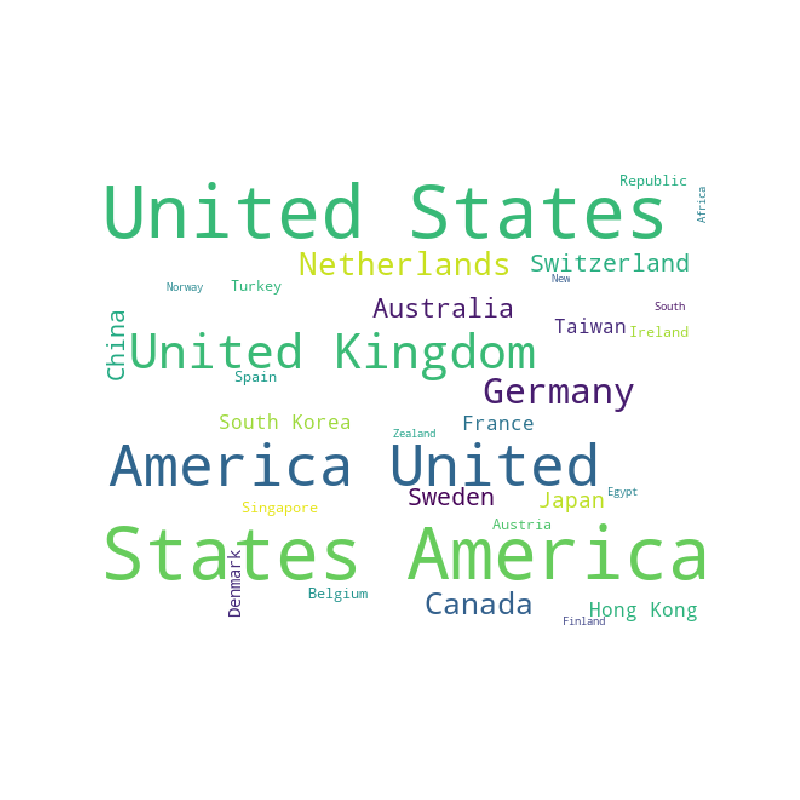 Republic
United States
Africa
Netherlands
Switzerland
New
Norway
Turkey
Australia
South
Taiwan
Ireland
China
United Kingdom
Spain
Germany
South Korea
France
Zealand
America United
Sweden
Japan
Egypt
Singapore
Austria
States America
Denmark
Belgium
Canada
Hong Kong
Finland